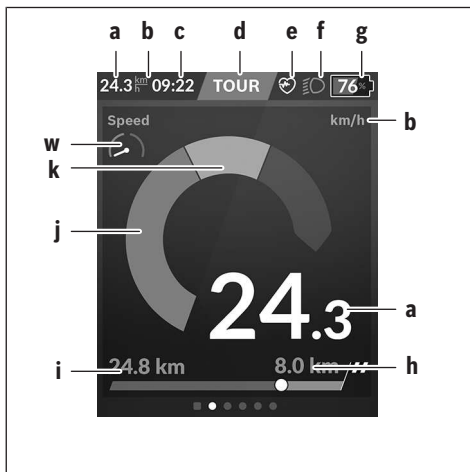 a b c d e f g
24.3 km/h 09:22 TOUR 76%
Speed km/h b
w
k
j
24.3 a
i 24.8 km 8.0 km h